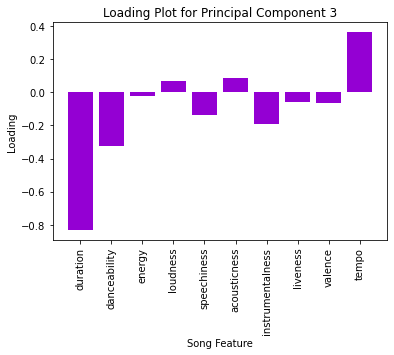 Loading Plot for Principal Component 3
0.4
0.2
0.0
−0.2
−0.4
−0.6
−0.8
Loading
duration
danceability
energy
loudness
speechiness
acousticness
instrumentalness
liveness
valence
tempo
Song Feature